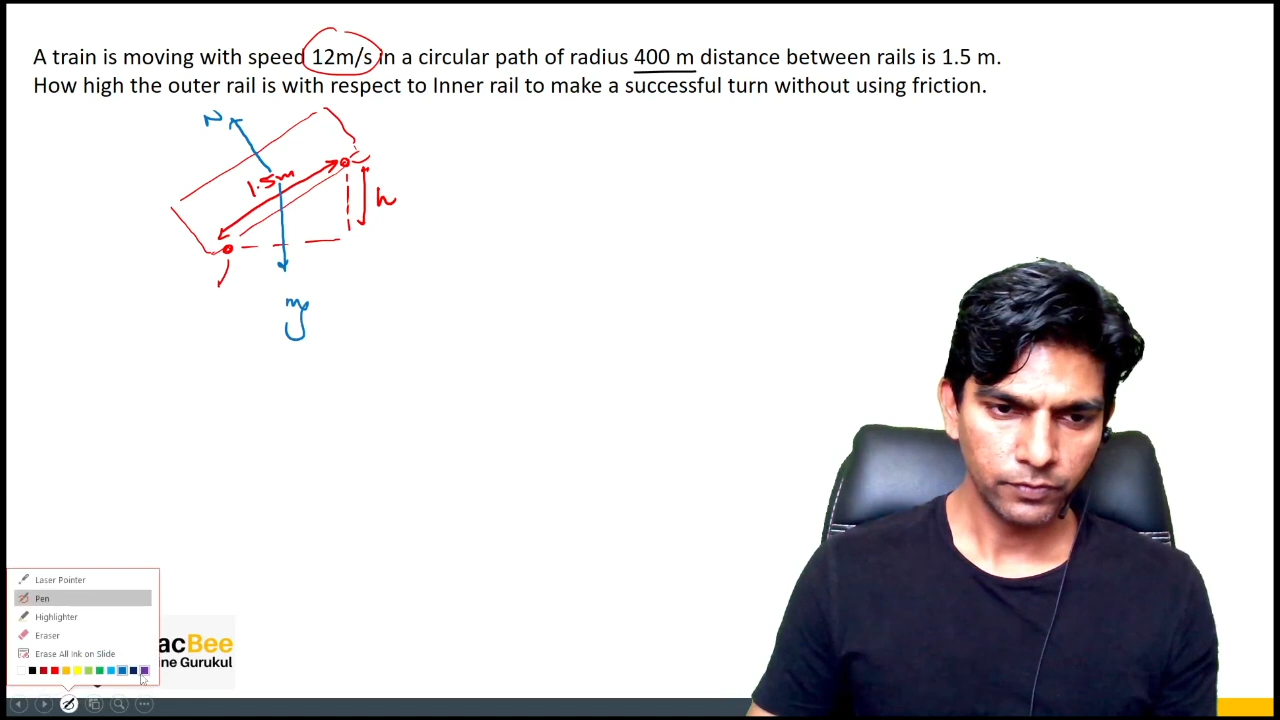 A train is moving with speed 12m/s in a circular path of radius 400 m distance between rails is 1.5 m.
How high the outer rail is with respect to Inner rail to make a successful turn without using friction.
N
1.5m
h
mg
Laser Pointer
Pen
Highlighter
Eraser
Erase All Ink on Slide
acBee
ne Gurukul